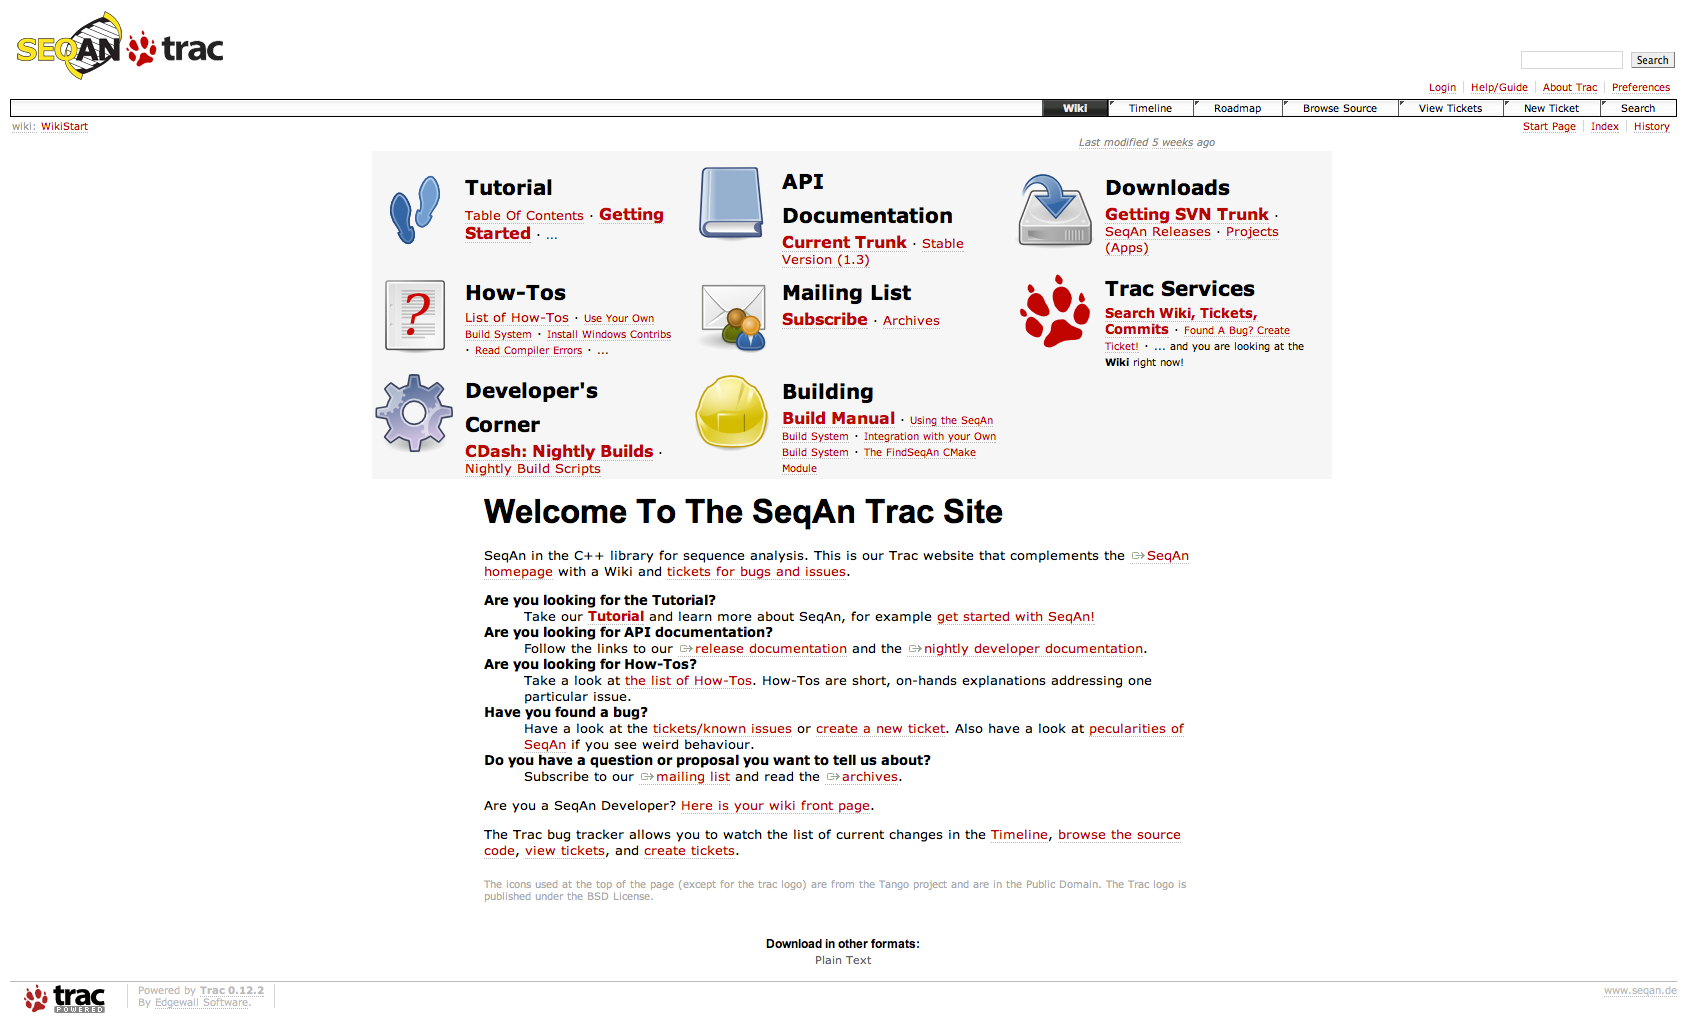 SEQAN trac
Search
Login Help/Guide About Trac Preferences
Wiki Timeline Roadmap Browse Source View Tickets New Ticket Search
wiki: WikiStart
Start Page Index History
Last modified 5 weeks ago
Tutorial
Table Of Contents · Getting
Started · ...
API
Documentation
Current Trunk · Stable
Version (1.3)
Downloads
Getting SVN Trunk ·
SeqAn Releases · Projects
(Apps)
How-Tos
List of How-Tos · Use Your Own
Build System · Install Windows Contribs
· Read Compiler Errors · ...
Mailing List
Subscribe · Archives
Trac Services
Search Wiki, Tickets,
Commits · Found A Bug? Create
Ticket! · ... and you are looking at the
Wiki right now!
Developer's
Corner
CDash: Nightly Builds ·
Nightly Build Scripts
Building
Build Manual · Using the SeqAn
Build System · Integration with your Own
Build System · The FindSeqAn CMake
Module
Welcome To The SeqAn Trac Site
SeqAn in the C++ library for sequence analysis. This is our Trac website that complements the SeqAn
homepage with a Wiki and tickets for bugs and issues.
Are you looking for the Tutorial?
Take our Tutorial and learn more about SeqAn, for example get started with SeqAn!
Are you looking for API documentation?
Follow the links to our release documentation and the nightly developer documentation.
Are you looking for How-Tos?
Take a look at the list of How-Tos. How-Tos are short, on-hands explanations addressing one
particular issue.
Have you found a bug?
Have a look at the tickets/known issues or create a new ticket. Also have a look at pecularities of
SeqAn if you see weird behaviour.
Do you have a question or proposal you want to tell us about?
Subscribe to our mailing list and read the archives.
Are you a SeqAn Developer? Here is your wiki front page.
The Trac bug tracker allows you to watch the list of current changes in the Timeline, browse the source
code, view tickets, and create tickets.
The icons used at the top of the page (except for the trac logo) are from the Tango project and are in the Public Domain. The Trac logo is
published under the BSD License.
Download in other formats:
Plain Text
trac POWERED
Powered by Trac 0.12.2
By Edgewall Software.
www.seqan.de